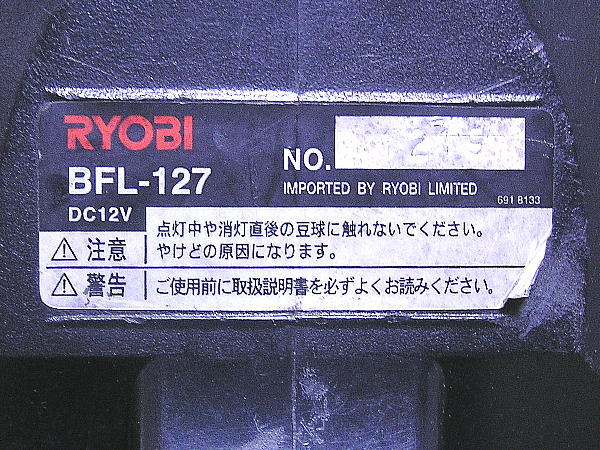 RYOBI
BFL-127
DC12V
NO.
IMPORTED BY RYOBI LIMITED
691 8133
⚠ 注意
点灯中や消灯直後の豆球に触れないでください。
やけどの原因になります。
⚠ 警告
ご使用前に取扱説明書を必ずよくお読みください。